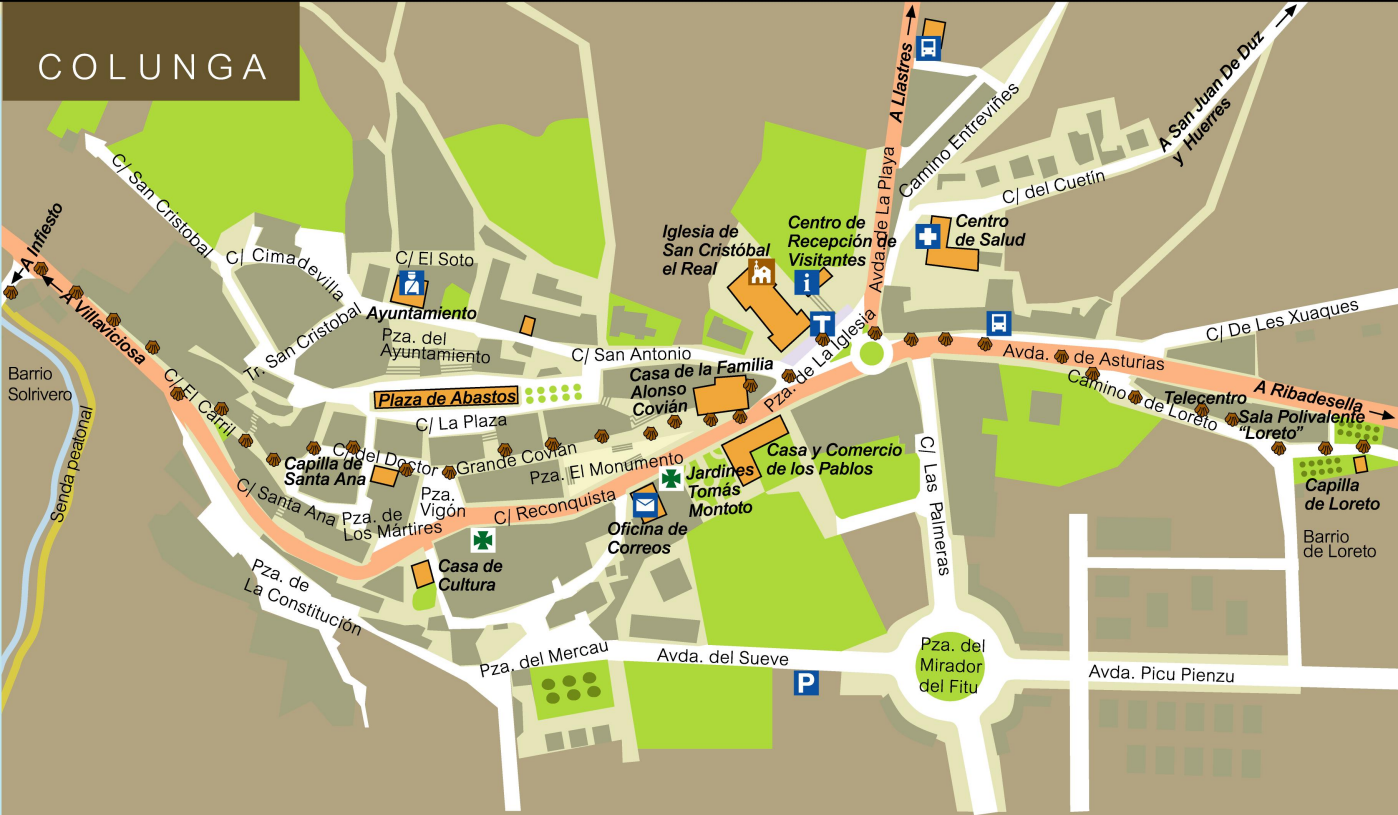 COLUNGA
A Llastres
Camino Entreviñes
A San Juan De Duz
y Huerres
C/ San Cristobal
C/ del Cuetín
Avda. de La Playa
A Infiesto
Iglesia de
San Cristóbal
el Real
Centro de
Recepción de
Visitantes
i
T
Centro
de Salud
C/ Cimadevilla
C/ El Soto
Ayuntamiento
A Villaviciosa
Tr. San Cristobal
Pza. del
Ayuntamiento
C/ San Antonio
Pza. de La Iglesia
C/ De Les Xuaques
Avda. de Asturias
A Ribadesella
Barrio
Solrivero
Senda peatonal
C/ El Carril
Plaza de Abastos
C/ La Plaza
Casa de la Familia
Alonso
Covián
Camino de Loreto
Telecentro
Sala Polivalente
“Loreto”
Capilla de
Santa Ana
C/ del Doctor Grande Covián
Pza. El Monumento
Casa y Comercio
de los Pablos
C/ Las Palmeras
Capilla
de Loreto
C/ Santa Ana
Pza. de
Los Mártires
Pza.
Vigón
C/ Reconquista
Jardines
Tomás
Montoto
Oficina de
Correos
Barrio
de Loreto
Casa de
Cultura
Pza. de
La Constitución
Pza. del Mercau
Avda. del Sueve
P
Pza. del
Mirador
del Fitu
Avda. Picu Pienzu